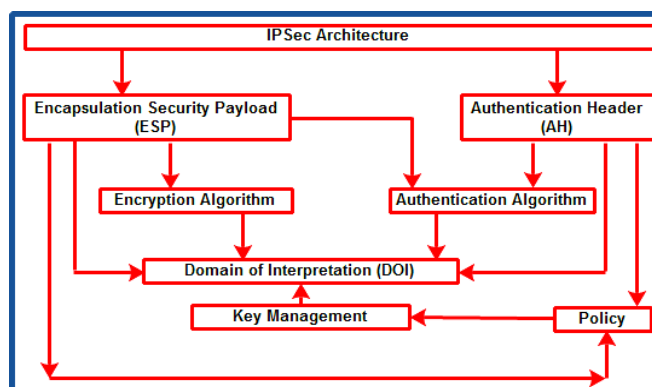 IPSec Architecture
Encapsulation Security Payload
(ESP)
Authentication Header
(AH)
Encryption Algorithm
Authentication Algorithm
Domain of Interpretation (DOI)
Key Management
Policy